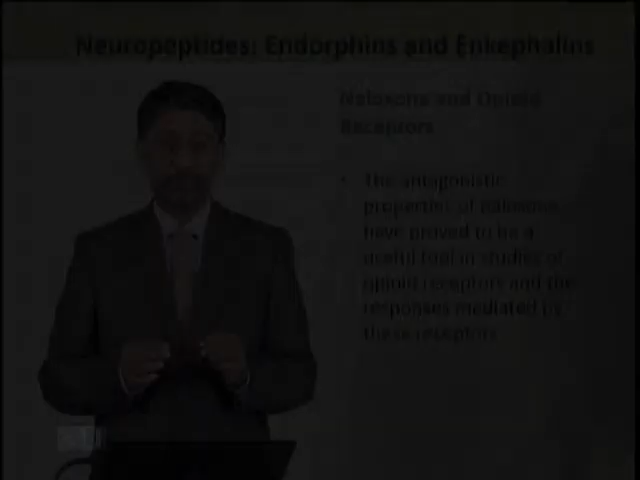 Neuropeptides: Endorphins and Enkephalins
Naloxone and Opioid
Receptors
• The antagonistic
properties of naloxone
have proved to be a
useful tool in studies of
opioid receptors and the
responses mediated by
these receptors